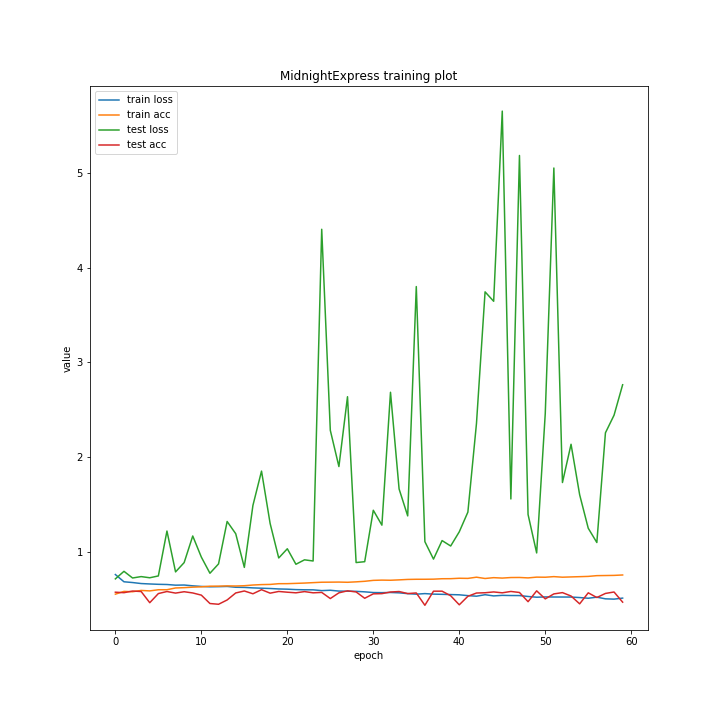 MidnightExpress training plot
train loss
train acc
test loss
test acc
5
4
3
2
1
value
0 10 20 30 40 50 60
epoch